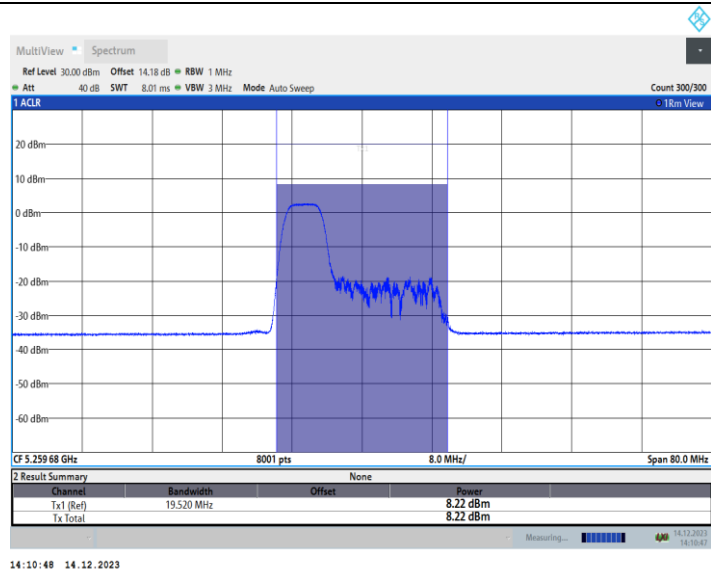 MultiView Spectrum
Ref Level 30.00 dBm Offset 14.18 dB RBW 1 MHz
Att 40 dB SWT 8.01 ms VBW 3 MHz Mode Auto Sweep Count 300/300
1 ACLR 1Rm View
20 dBm
10 dBm
0 dBm
-10 dBm
-20 dBm
-30 dBm
-40 dBm
-50 dBm
-60 dBm
CF 5.25968 GHz 8001 pts 8.0 MHz/ Span 80.0 MHz
2 Result Summary None
Channel Bandwidth Offset Power
Tx1 (Ref) 19.520 MHz 8.22 dBm
Tx Total 8.22 dBm
Measuring... 14.12.2023
14:10:47
14:10:48 14.12.2023